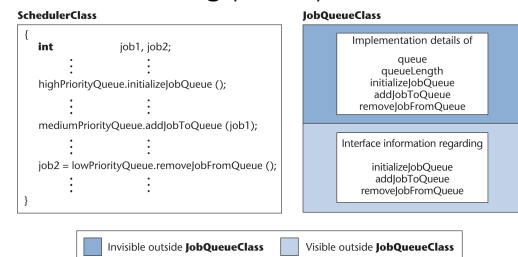 SchedulerClass
{
int job1, job2;
highPriorityQueue.initializeJobQueue ();
mediumPriorityQueue.addJobToQueue (job1);
job2 = lowPriorityQueue.removeJobFromQueue ();
}
JobQueueClass
Implementation details of
queue
queueLength
initializeJobQueue
addJobToQueue
removeJobFromQueue
Interface information regarding
initializeJobQueue
addJobToQueue
removeJobFromQueue
Invisible outside JobQueueClass
Visible outside JobQueueClass